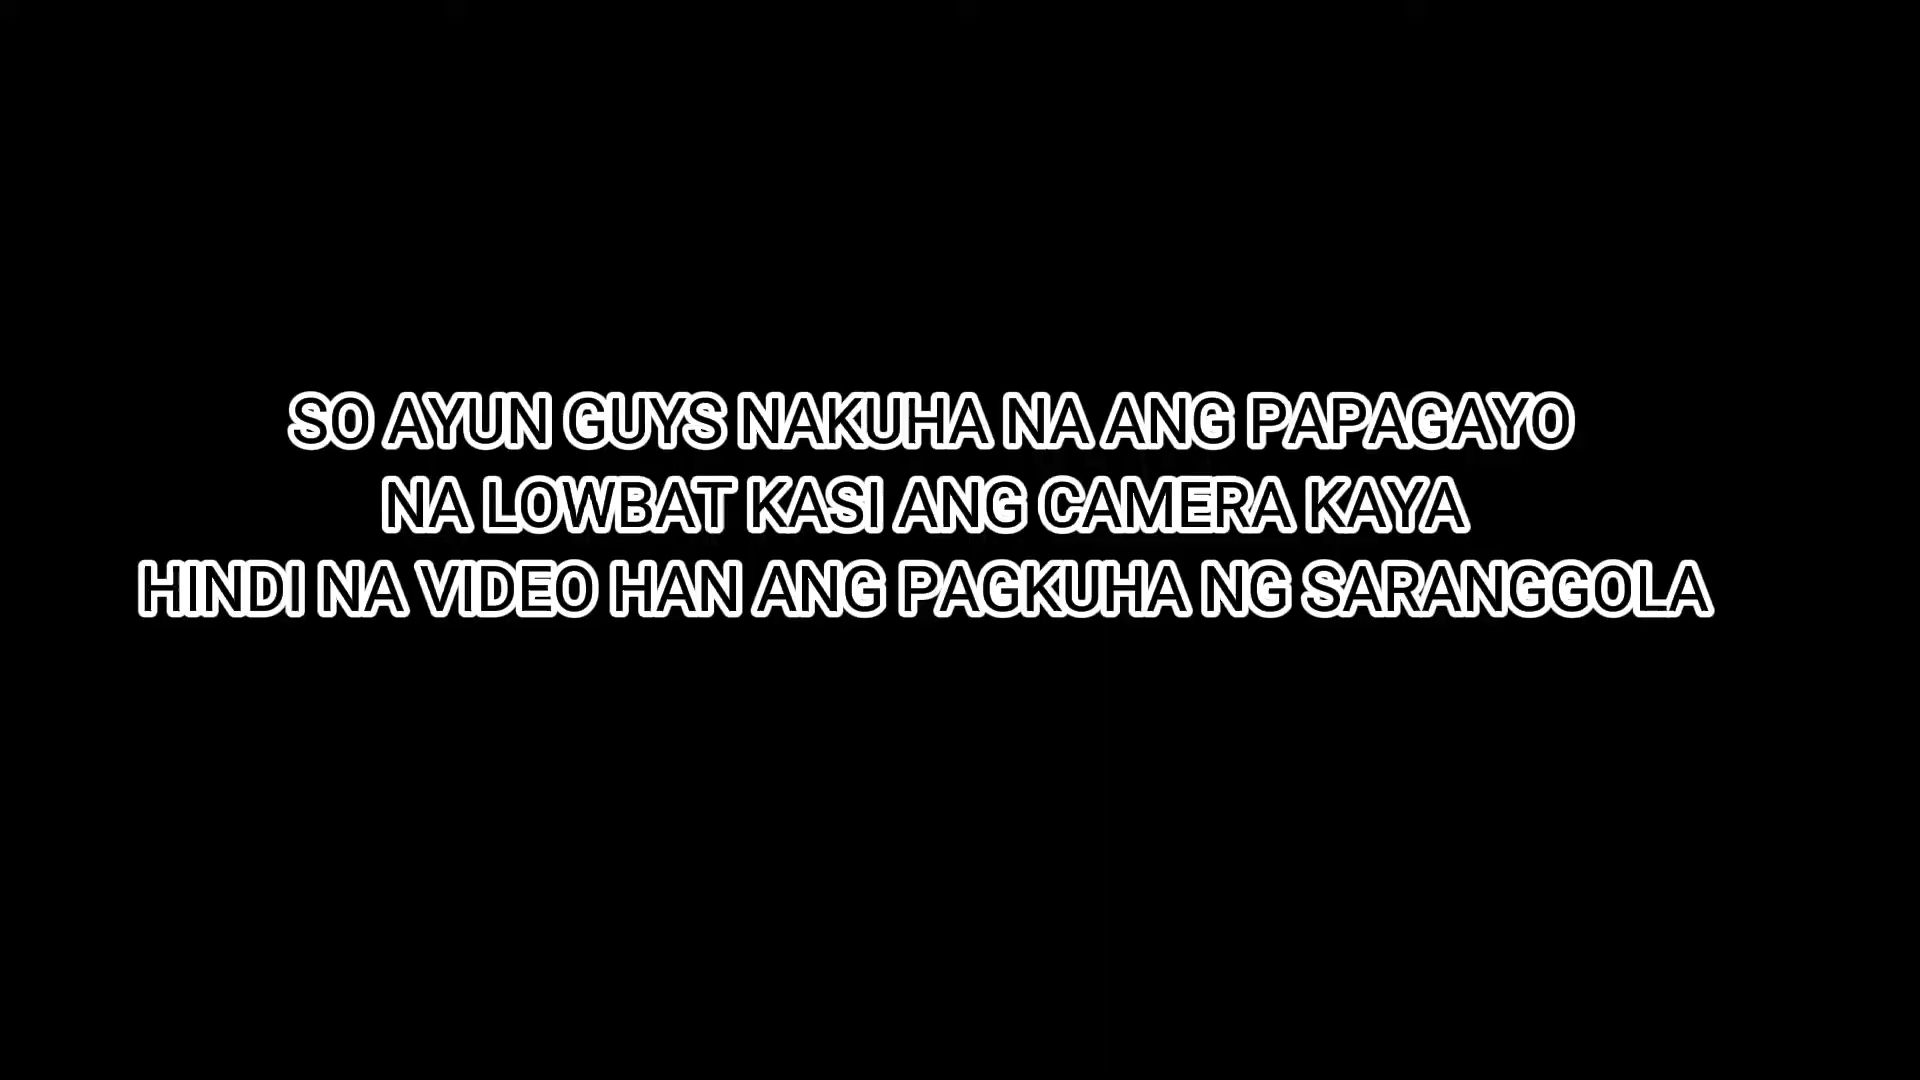 SO AYUN GUYS NAKUHA NA ANG PAPAGAYO
NA LOWBAT KASI ANG CAMERA KAYA
HINDI NA VIDEO HAN ANG PAGKUHA NG SARANGGOLA